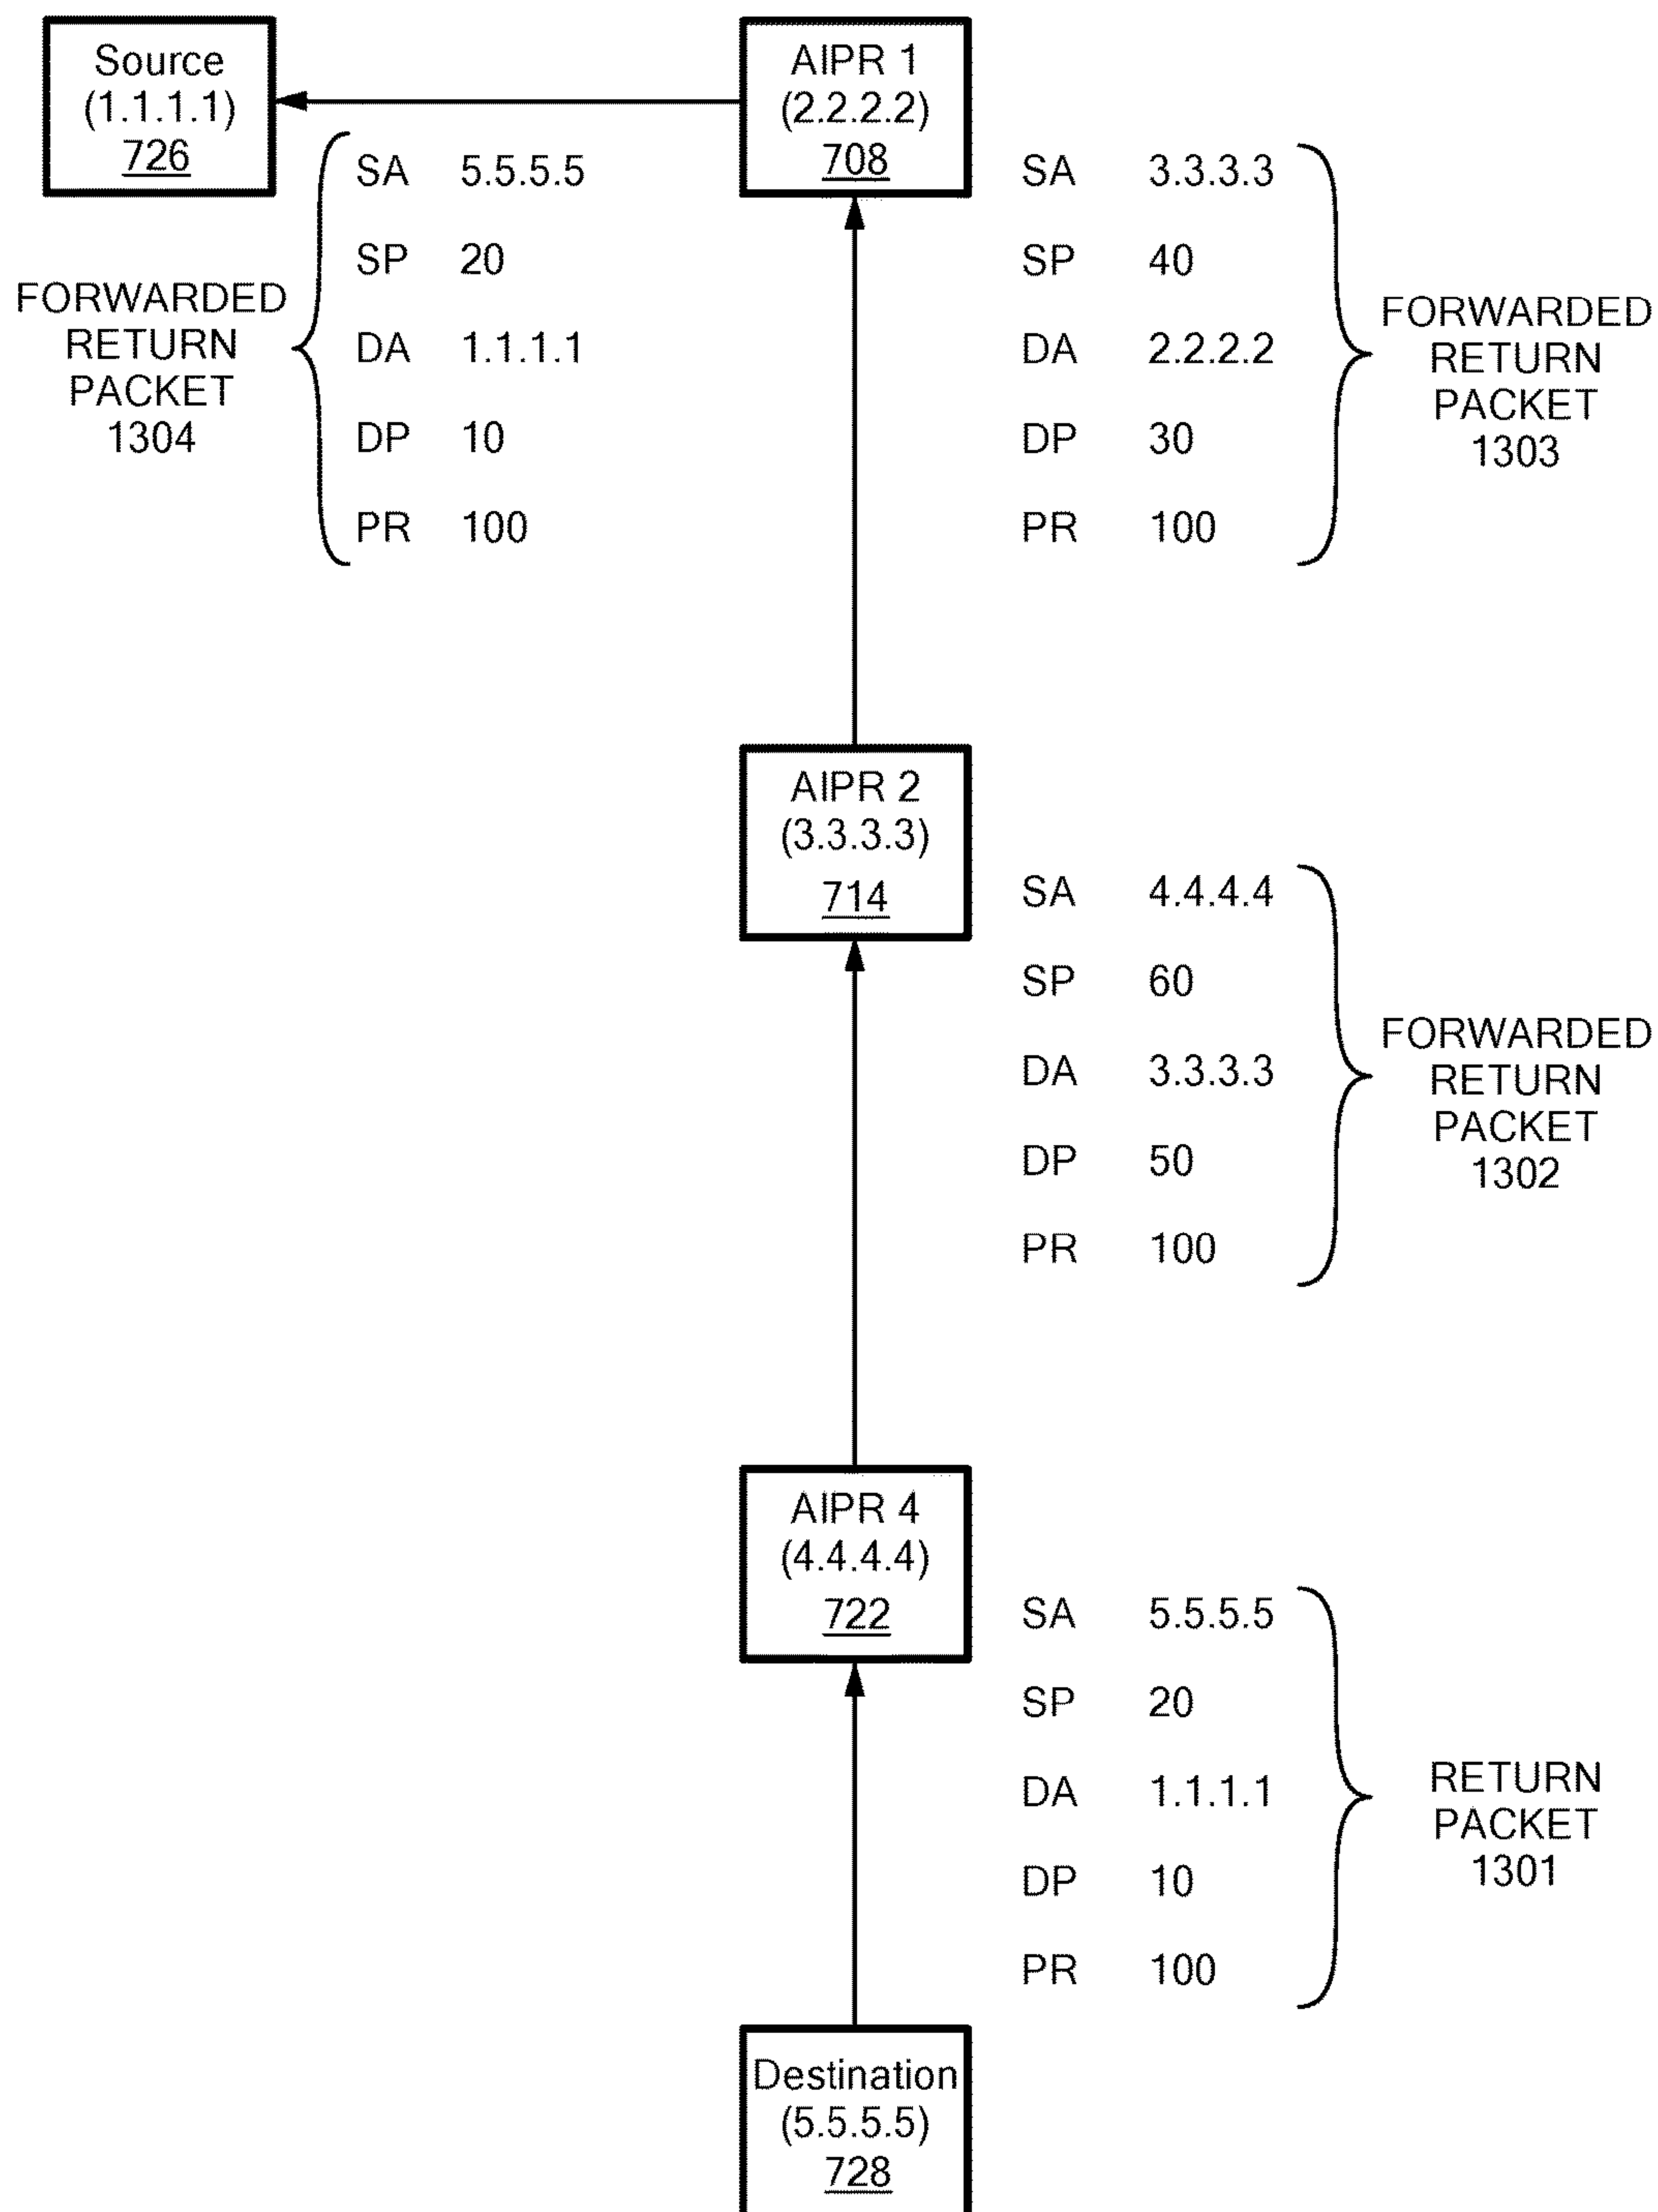 Source
(1.1.1.1)
726
AIPR 1
(2.2.2.2)
708
SA 5.5.5.5
SP 20
DA 1.1.1.1
DP 10
PR 100
FORWARDED
RETURN
PACKET
1304
SA 3.3.3.3
SP 40
DA 2.2.2.2
DP 30
PR 100
FORWARDED
RETURN
PACKET
1303
AIPR 2
(3.3.3.3)
714
SA 4.4.4.4
SP 60
DA 3.3.3.3
DP 50
PR 100
FORWARDED
RETURN
PACKET
1302
AIPR 4
(4.4.4.4)
722
SA 5.5.5.5
SP 20
DA 1.1.1.1
DP 10
PR 100
RETURN
PACKET
1301
Destination
(5.5.5.5)
728